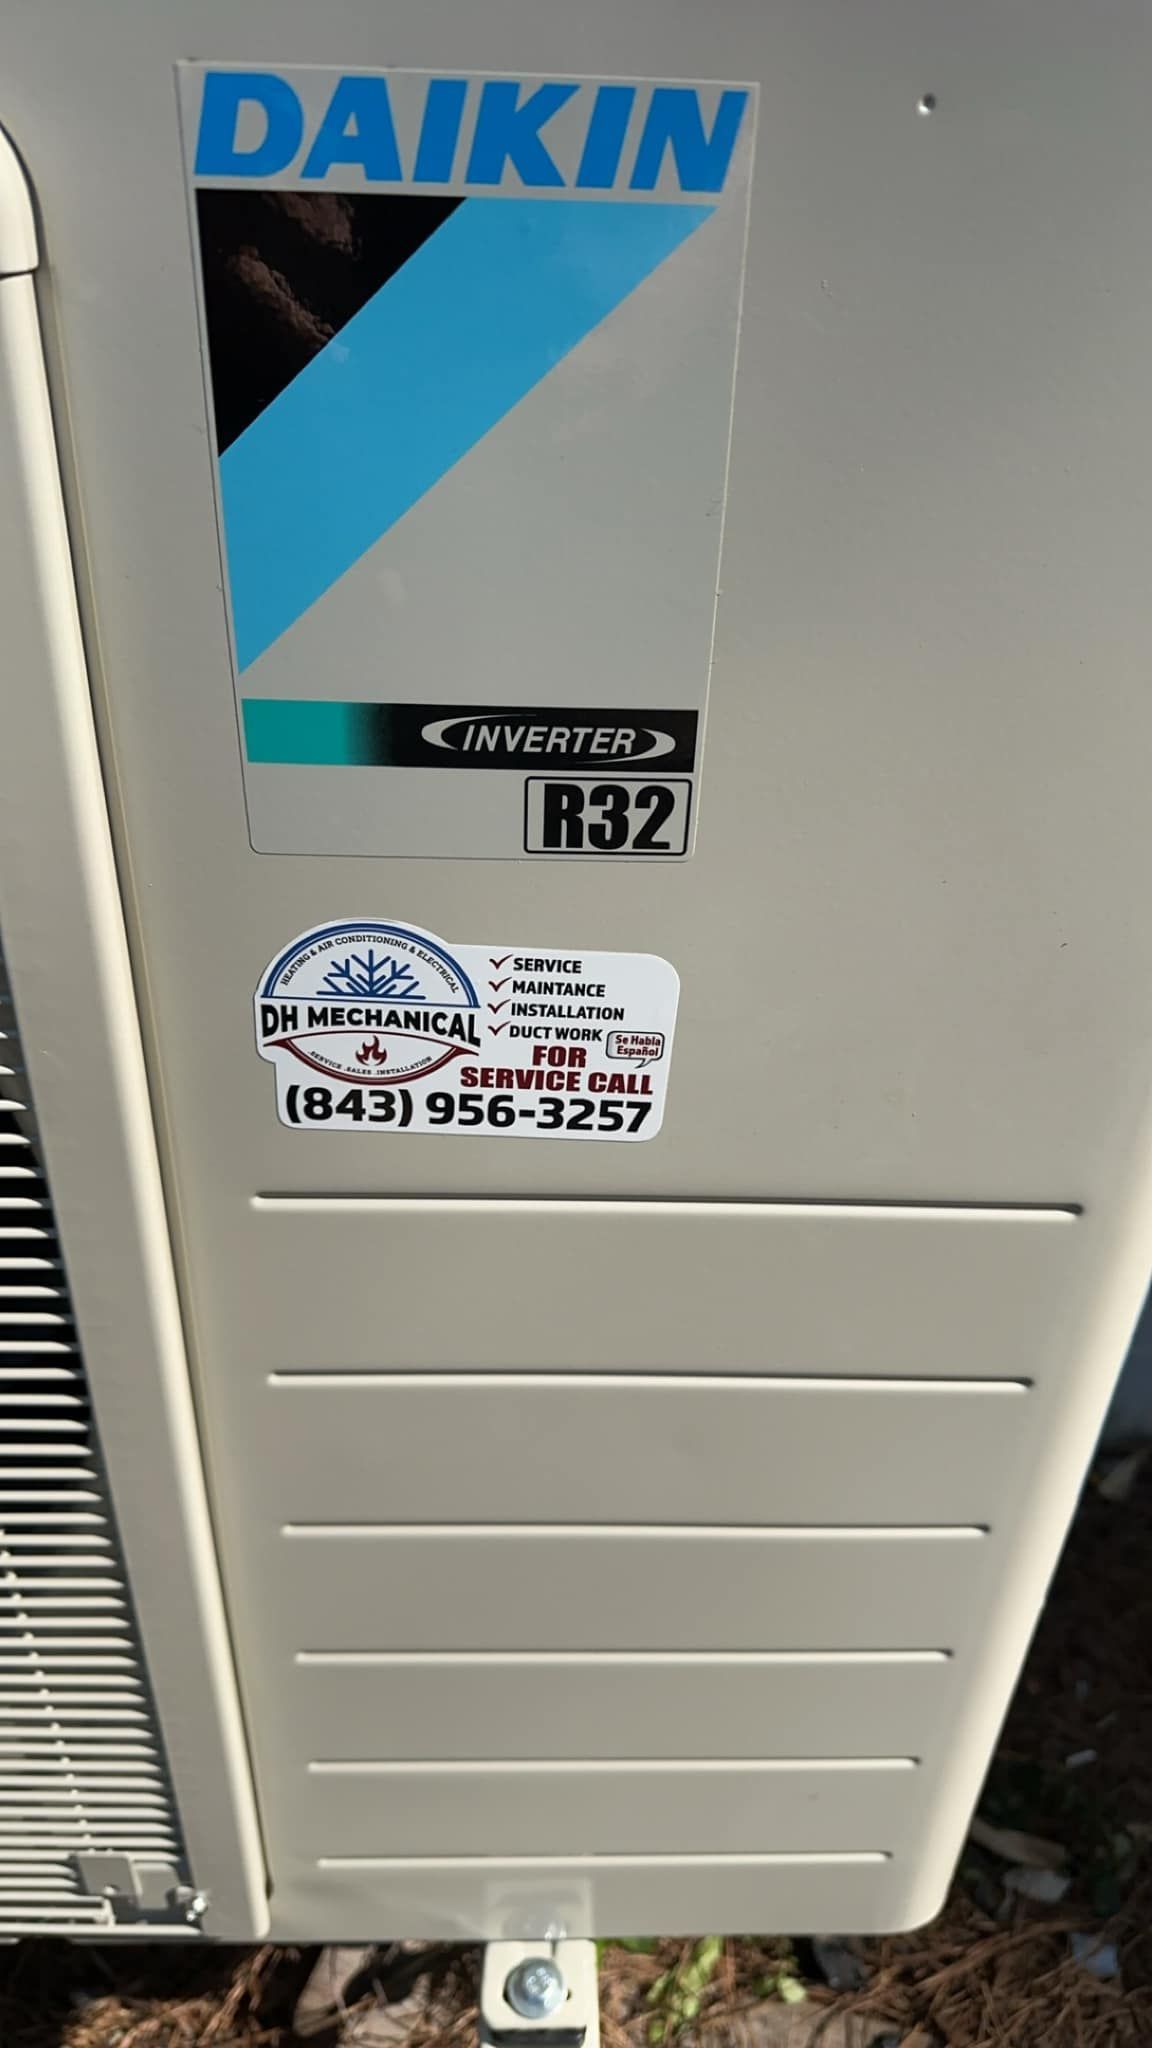 DAIKIN
INVERTER
R32
HEATING & AIR CONDITIONING & ELECTRICAL
DH MECHANICAL
.SERVICE .SALES .INSTALLATION
SERVICE
MAINTANCE
INSTALLATION
DUCT WORK
Se Habla
Español
FOR
SERVICE CALL
(843) 956-3257